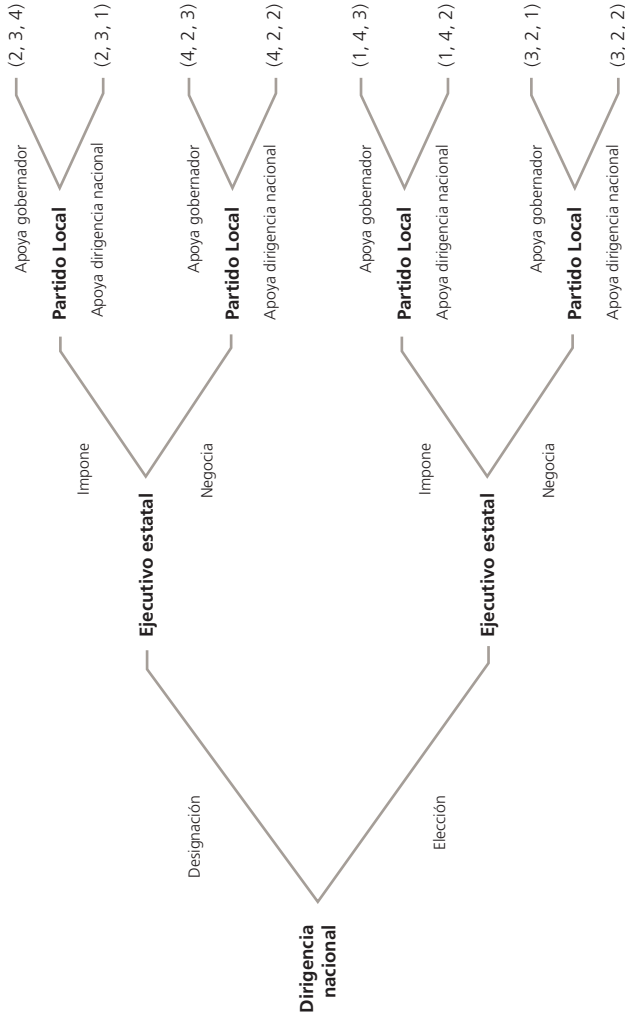 Dirigencia
nacional
Designación
Elección
Ejecutivo estatal
Impone
Negocia
Ejecutivo estatal
Impone
Negocia
Apoya gobernador
Partido Local
Apoya dirigencia nacional
Apoya gobernador
Partido Local
Apoya dirigencia nacional
Apoya gobernador
Partido Local
Apoya dirigencia nacional
Apoya gobernador
Partido Local
Apoya dirigencia nacional
(2, 3, 4)
(2, 3, 1)
(4, 2, 3)
(4, 2, 2)
(1, 4, 3)
(1, 4, 2)
(3, 2, 1)
(3, 2, 2)